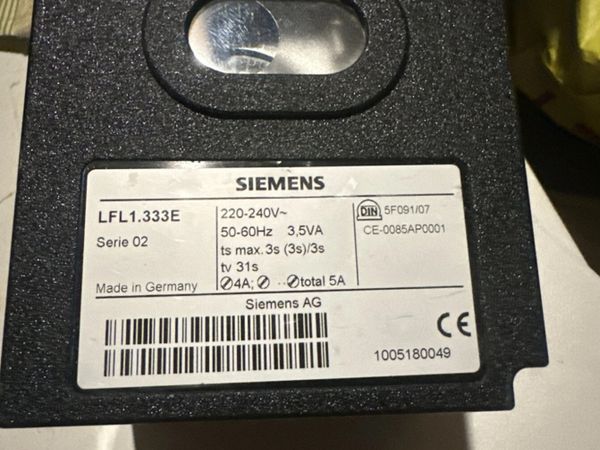 SIEMENS
LFL1.333E
Serie 02
Made in Germany
220-240V~
50-60Hz 3,5VA
ts max. 3s (3s)/3s
tv 31s
⊘4A; ⊘ ··⊘total 5A
DIN 5F091/07
CE-0085AP0001
Siemens AG
CE
1005180049